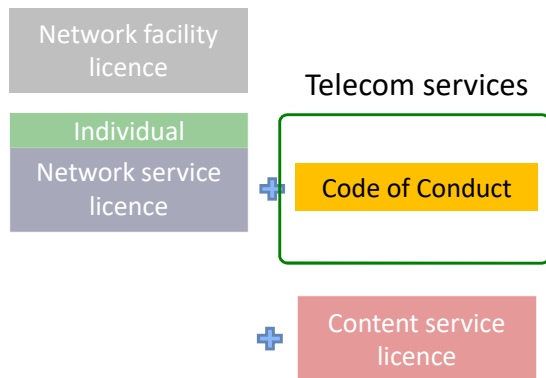 Network facility
licence
Telecom services
Individual
Network service
licence
Code of Conduct
Content service
licence